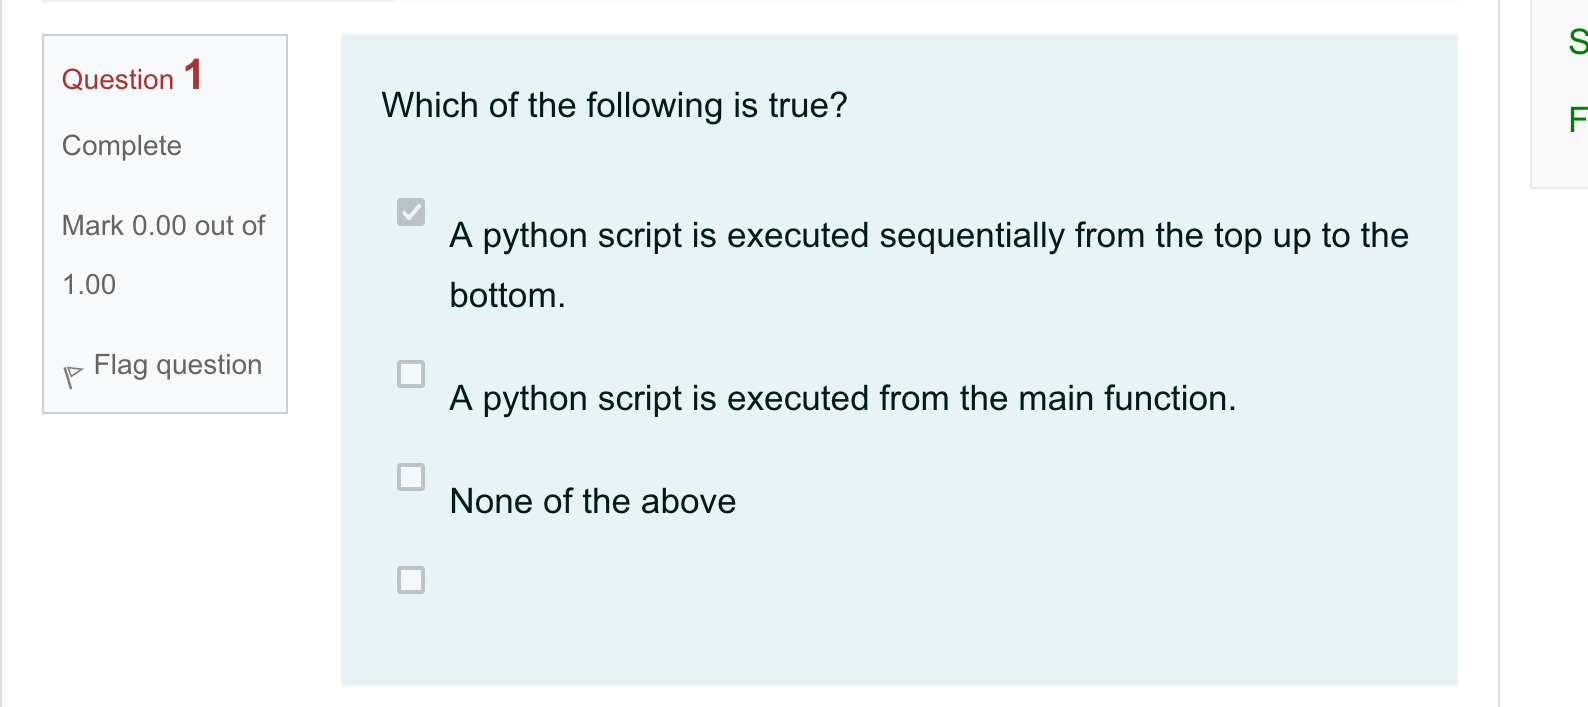 Question 1
Complete
Mark 0.00 out of
1.00
Flag question
Which of the following is true?
A python script is executed sequentially from the top up to the
bottom.
A python script is executed from the main function.
None of the above
S
F